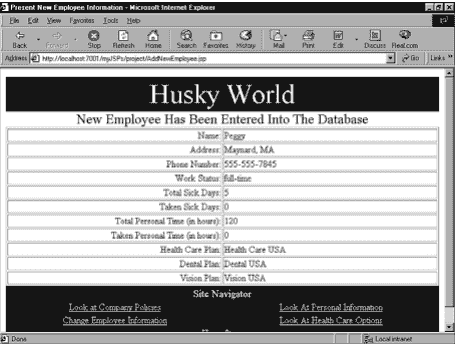 Present New Employee Information - Microsoft Internet Explorer
File Edit View Favorites Tools Help
Back Forward Stop Refresh Home Search Favorites History Mail Print Edit Discuss Real.com
Address http://localhost:7001/myJSPs/project/AddNewEmployee.jsp Go Links »
Husky World
New Employee Has Been Entered Into The Database
Name: Peggy
Address: Maynard, MA
Phone Number: 555-555-7845
Work Status: full-time
Total Sick Days: 5
Taken Sick Days: 0
Total Personal Time (in hours): 120
Taken Personal Time (in hours): 0
Health Care Plan: Health Care USA
Dental Plan: Dental USA
Vision Plan: Vision USA
Site Navigator
Look at Company Policies Look At Personal Information
Change Employee Information Look At Health Care Options
Done Local intranet